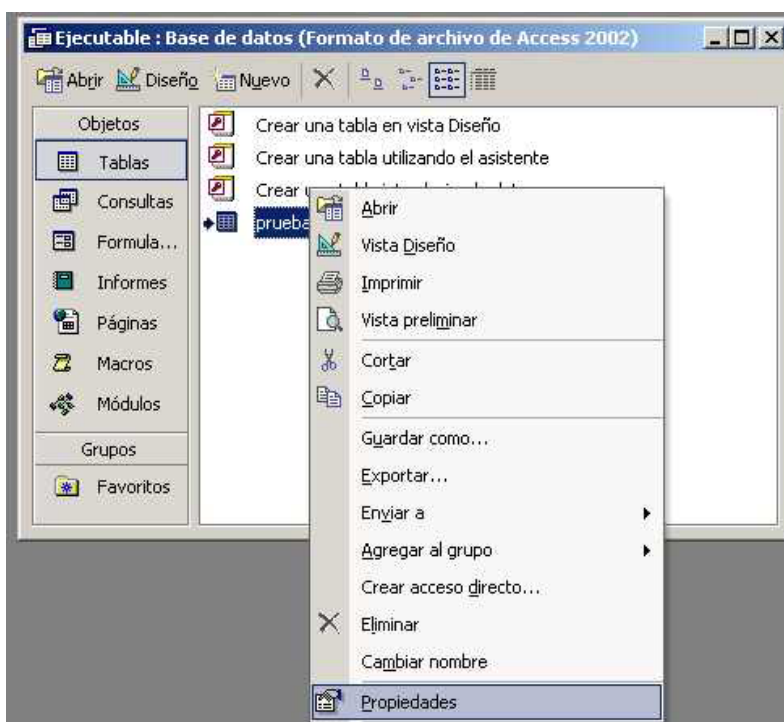 Ejecutable : Base de datos (Formato de archivo de Access 2002)
Abrir Diseño Nuevo
Objetos
Tablas
Consultas
Formula...
Informes
Páginas
Macros
Módulos
Grupos
Favoritos
Crear una tabla en vista Diseño
Crear una tabla utilizando el asistente
Crear
prueba
Abrir
Vista Diseño
Imprimir
Vista preliminar
Cortar
Copiar
Guardar como...
Exportar...
Enviar a
Agregar al grupo
Crear acceso directo...
Eliminar
Cambiar nombre
Propiedades